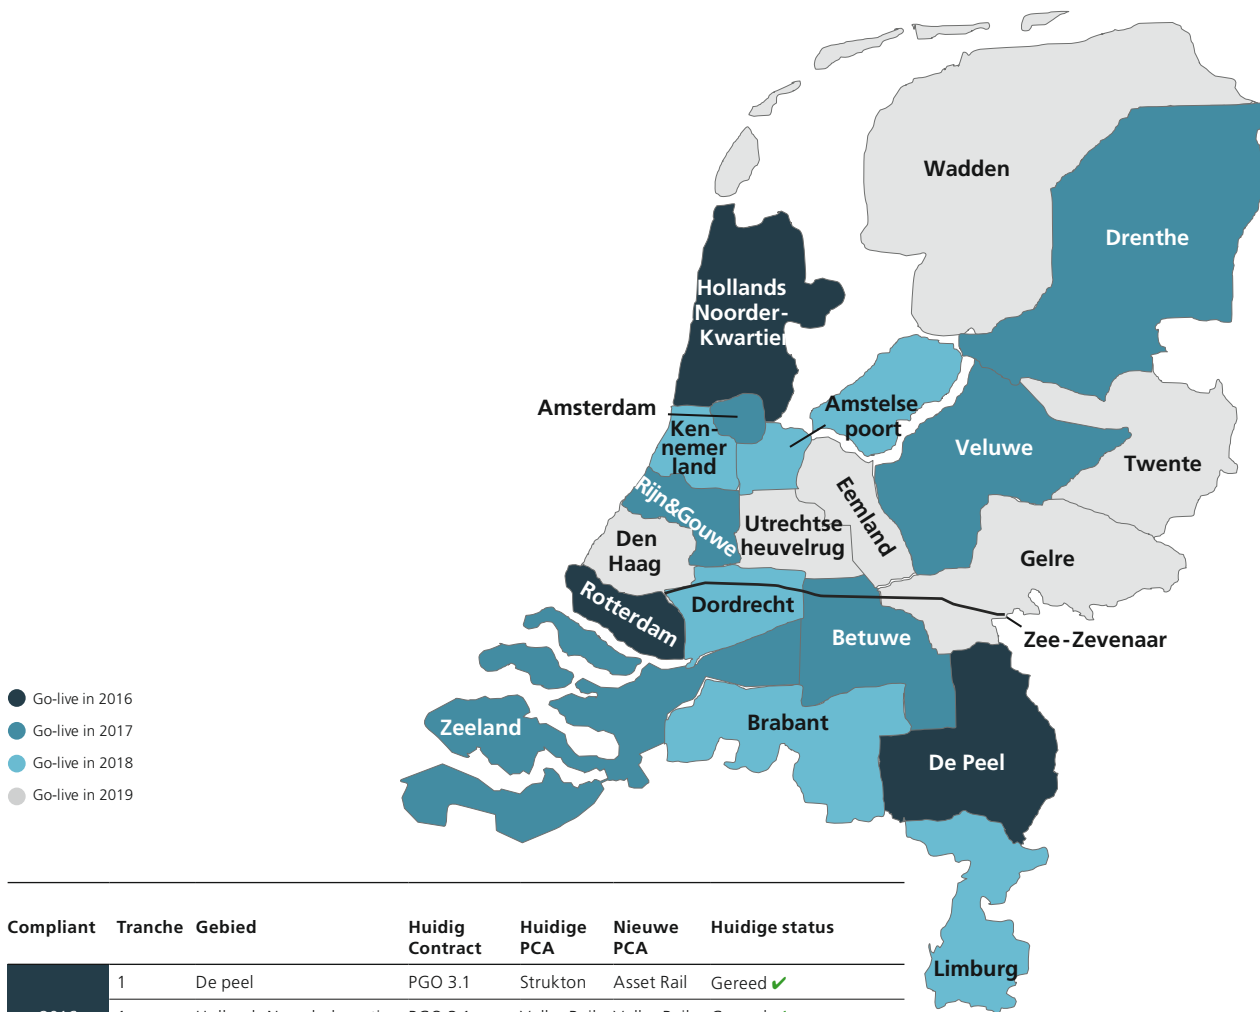 Wadden
Drenthe
Hollands
Noorder-
Kwartier
Amsterdam
Amstelse
poort
Ken-
nemer
land
Veluwe
Twente
Rijn&Gouwe
Eemland
Utrechtse
heuvelrug
Den
Haag
Gelre
Rotterdam
Dordrecht
Betuwe
Zee-Zevenaar
Zeeland
Brabant
De Peel
Limburg
Go-live in 2016
Go-live in 2017
Go-live in 2018
Go-live in 2019
Compliant Tranche Gebied Huidig Contract Huidige PCA Nieuwe PCA Huidige status
1 De peel PGO 3.1 Strukton Asset Rail Gereed ✔